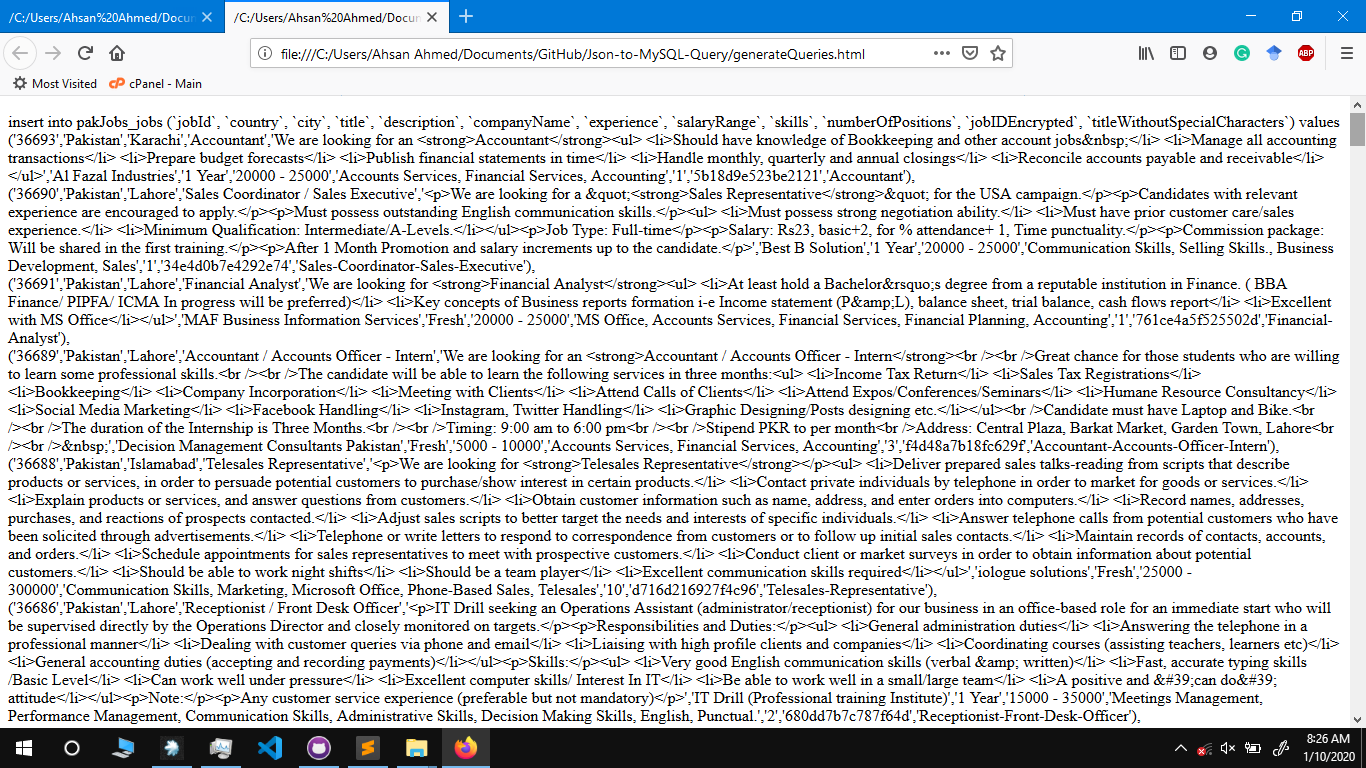 /C:/Users/Ahsan%20Ahmed/Docum
/C:/Users/Ahsan%20Ahmed/Docum
file:///C:/Users/Ahsan Ahmed/Documents/GitHub/Json-to-MySQL-Query/generateQueries.html
ABP
Most Visited
cP cPanel - Main
insert into pakJobs_jobs (`jobId`, `country`, `city`, `title`, `description`, `companyName`, `experience`, `salaryRange`, `skills`, `numberOfPositions`, `jobIDEncrypted`, `titleWithoutSpecialCharacters`) values
('36693','Pakistan','Karachi','Accountant','We are looking for an <strong>Accountant</strong><ul> <li>Should have knowledge of Bookkeeping and other account jobs&nbsp;</li> <li>Manage all accounting
transactions</li> <li>Prepare budget forecasts</li> <li>Publish financial statements in time</li> <li>Handle monthly, quarterly and annual closings</li> <li>Reconcile accounts payable and receivable</li>
</ul>','Al Fazal Industries','1 Year','20000 - 25000','Accounts Services, Financial Services, Accounting','1','5b18d9e523be2121','Accountant'),
('36690','Pakistan','Lahore','Sales Coordinator / Sales Executive','<p>We are looking for a &quot;<strong>Sales Representative</strong>&quot; for the USA campaign.</p><p>Candidates with relevant
experience are encouraged to apply.</p><p>Must possess outstanding English communication skills.</p><ul> <li>Must possess strong negotiation ability.</li> <li>Must have prior customer care/sales
experience.</li> <li>Minimum Qualification: Intermediate/A-Levels.</li></ul><p>Job Type: Full-time</p><p>Salary: Rs23, basic+2, for % attendance+ 1, Time punctuality.</p><p>Commission package:
Will be shared in the first training.</p><p>After 1 Month Promotion and salary increments up to the candidate.</p>','Best B Solution','1 Year','20000 - 25000','Communication Skills, Selling Skills., Business
Development, Sales','1','34e4d0b7e4292e74','Sales-Coordinator-Sales-Executive'),
('36691','Pakistan','Lahore','Financial Analyst','We are looking for <strong>Financial Analyst</strong><ul> <li>At least hold a Bachelor&rsquo;s degree from a reputable institution in Finance. ( BBA
Finance/ PIPFA/ ICMA In progress will be preferred)</li> <li>Key concepts of Business reports formation i-e Income statement (P&amp;L), balance sheet, trial balance, cash flows report</li> <li>Excellent
with MS Office</li></ul>','MAF Business Information Services','Fresh','20000 - 25000','MS Office, Accounts Services, Financial Services, Financial Planning, Accounting','1','761ce4a5f525502d','Financial-
Analyst'),
('36689','Pakistan','Lahore','Accountant / Accounts Officer - Intern','We are looking for an <strong>Accountant / Accounts Officer - Intern</strong><br /><br />Great chance for those students who are willing
to learn some professional skills.<br /><br />The candidate will be able to learn the following services in three months:<ul> <li>Income Tax Return</li> <li>Sales Tax Registrations</li>
<li>Bookkeeping</li> <li>Company Incorporation</li> <li>Meeting with Clients</li> <li>Attend Calls of Clients</li> <li>Attend Expos/Conferences/Seminars</li> <li>Humane Resource Consultancy</li>
<li>Social Media Marketing</li> <li>Facebook Handling</li> <li>Instagram, Twitter Handling</li> <li>Graphic Designing/Posts designing etc.</li></ul><br />Candidate must have Laptop and Bike.<br
/><br />The duration of the Internship is Three Months.<br /><br />Timing: 9:00 am to 6:00 pm<br /><br />Stipend PKR to per month<br />Address: Central Plaza, Barkat Market, Garden Town, Lahore<br
/><br />&nbsp;','Decision Management Consultants Pakistan','Fresh','5000 - 10000','Accounts Services, Financial Services, Accounting','3','f4d48a7b18fc629f','Accountant-Accounts-Officer-Intern'),
('36688','Pakistan','Islamabad','Telesales Representative','<p>We are looking for <strong>Telesales Representative</strong></p><ul> <li>Deliver prepared sales talks-reading from scripts that describe
products or services, in order to persuade potential customers to purchase/show interest in certain products.</li> <li>Contact private individuals by telephone in order to market for goods or services.</li>
<li>Explain products or services, and answer questions from customers.</li> <li>Obtain customer information such as name, address, and enter orders into computers.</li> <li>Record names, addresses,
purchases, and reactions of prospects contacted.</li> <li>Adjust sales scripts to better target the needs and interests of specific individuals.</li> <li>Answer telephone calls from potential customers who have
been solicited through advertisements.</li> <li>Telephone or write letters to respond to correspondence from customers or to follow up initial sales contacts.</li> <li>Maintain records of contacts, accounts,
and orders.</li> <li>Schedule appointments for sales representatives to meet with prospective customers.</li> <li>Conduct client or market surveys in order to obtain information about potential
customers.</li> <li>Should be able to work night shifts</li> <li>Should be a team player</li> <li>Excellent communication skills required</li></ul>','iologue solutions','Fresh','25000 -
300000','Communication Skills, Marketing, Microsoft Office, Phone-Based Sales, Telesales','10','d716d216927f4c96','Telesales-Representative'),
('36686','Pakistan','Lahore','Receptionist / Front Desk Officer','<p>IT Drill seeking an Operations Assistant (administrator/receptionist) for our business in an office-based role for an immediate start who will
be supervised directly by the Operations Director and closely monitored on targets.</p><p>Responsibilities and Duties:</p><ul> <li>General administration duties</li> <li>Answering the telephone in a
professional manner</li> <li>Dealing with customer queries via phone and email</li> <li>Liaising with high profile clients and companies</li> <li>Coordinating courses (assisting teachers, learners etc)</li>
<li>General accounting duties (accepting and recording payments)</li></ul><p>Skills:</p><ul> <li>Very good English communication skills (verbal &amp; written)</li> <li>Fast, accurate typing skills
/Basic Level</li> <li>Can work well under pressure</li> <li>Excellent computer skills/ Interest In IT</li> <li>Be able to work well in a small/large team</li> <li>A positive and &#39;can do&#39;
attitude</li></ul><p>Note:</p><p>Any customer service experience (preferable but not mandatory)</p>','IT Drill (Professional training Institute)','1 Year','15000 - 35000','Meetings Management,
Performance Management, Communication Skills, Administrative Skills, Decision Making Skills, English, Punctual.','2','680dd7b7c787f64d','Receptionist-Front-Desk-Officer'),
8:26 AM
1/10/2020